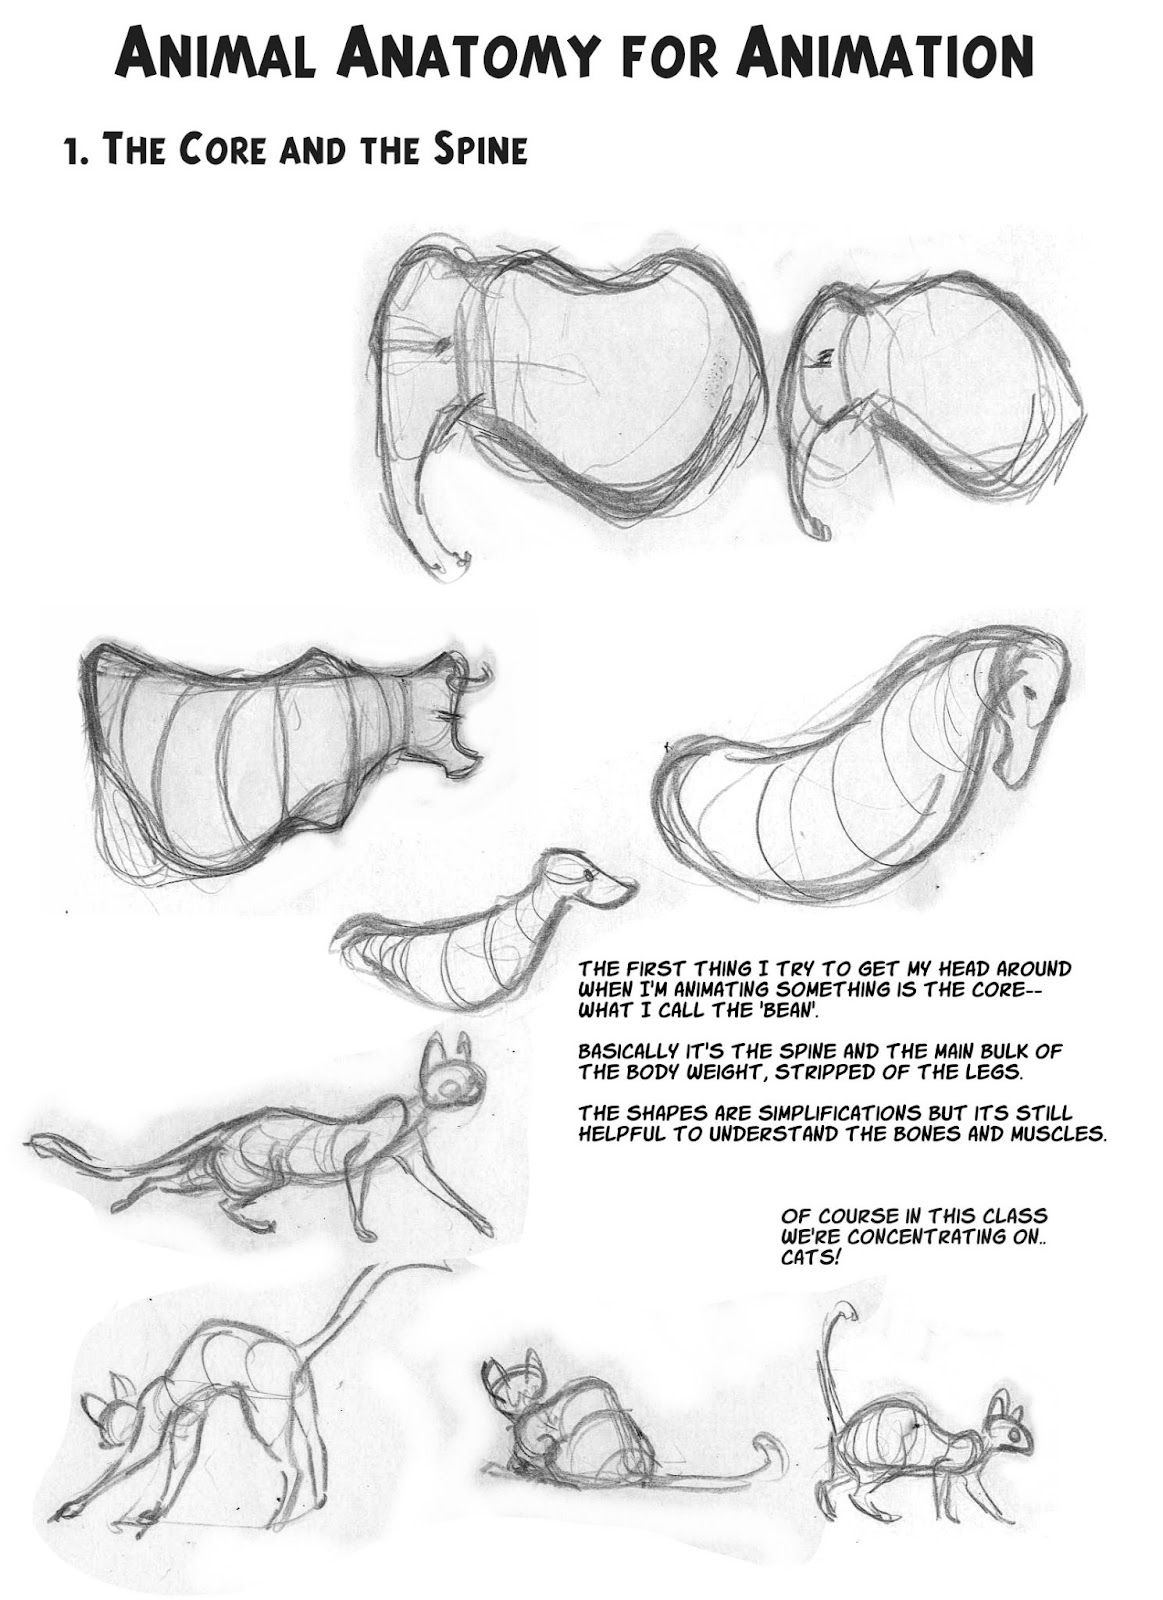 ANIMAL ANATOMY FOR ANIMATION
1. THE CORE AND THE SPINE
THE FIRST THING I TRY TO GET MY HEAD AROUND
WHEN I'M ANIMATING SOMETHING IS THE CORE--
WHAT I CALL THE 'BEAN'.
BASICALLY IT'S THE SPINE AND THE MAIN BULK OF
THE BODY WEIGHT, STRIPPED OF THE LEGS.
THE SHAPES ARE SIMPLIFICATIONS BUT ITS STILL
HELPFUL TO UNDERSTAND THE BONES AND MUSCLES.
OF COURSE IN THIS CLASS
WE'RE CONCENTRATING ON..
CATS!